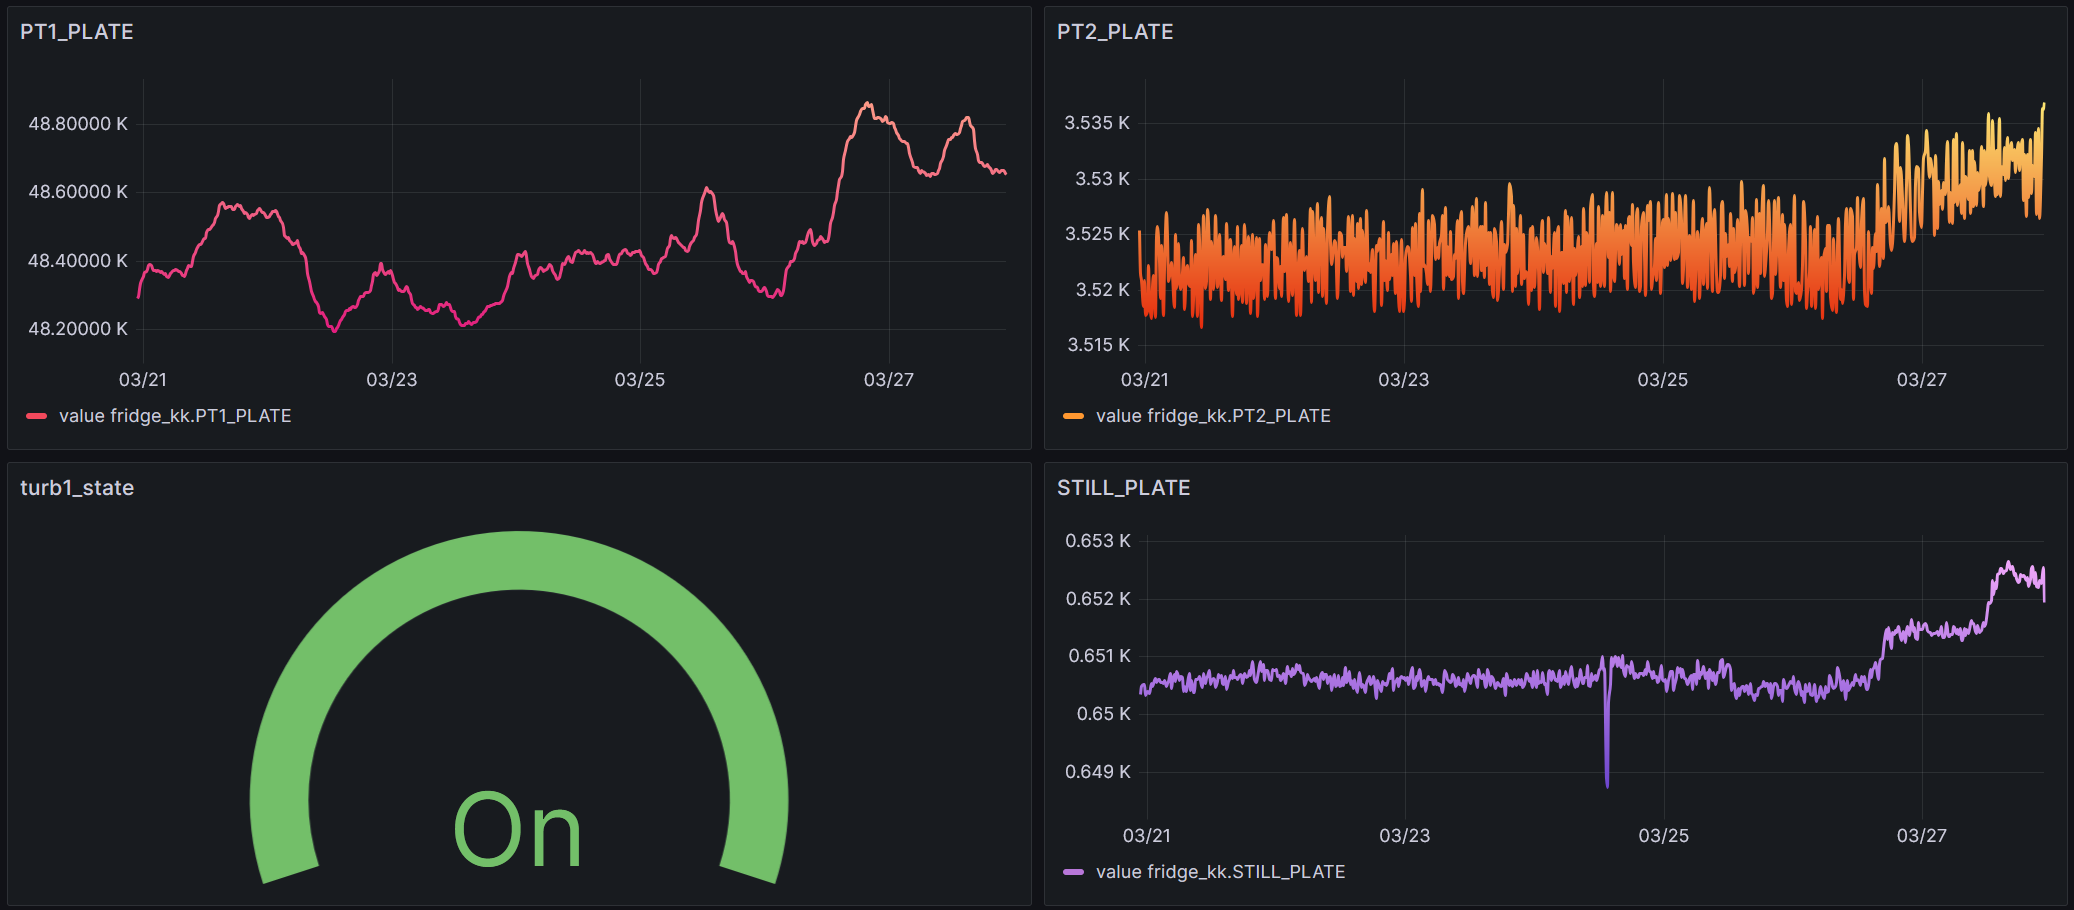 PT1_PLATE
48.80000 K
48.60000 K
48.40000 K
48.20000 K
03/21 03/23 03/25 03/27
value fridge_kk.PT1_PLATE
PT2_PLATE
3.535 K
3.53 K
3.525 K
3.52 K
3.515 K
03/21 03/23 03/25 03/27
value fridge_kk.PT2_PLATE
turb1_state
On
STILL_PLATE
0.653 K
0.652 K
0.651 K
0.65 K
0.649 K
03/21 03/23 03/25 03/27
value fridge_kk.STILL_PLATE